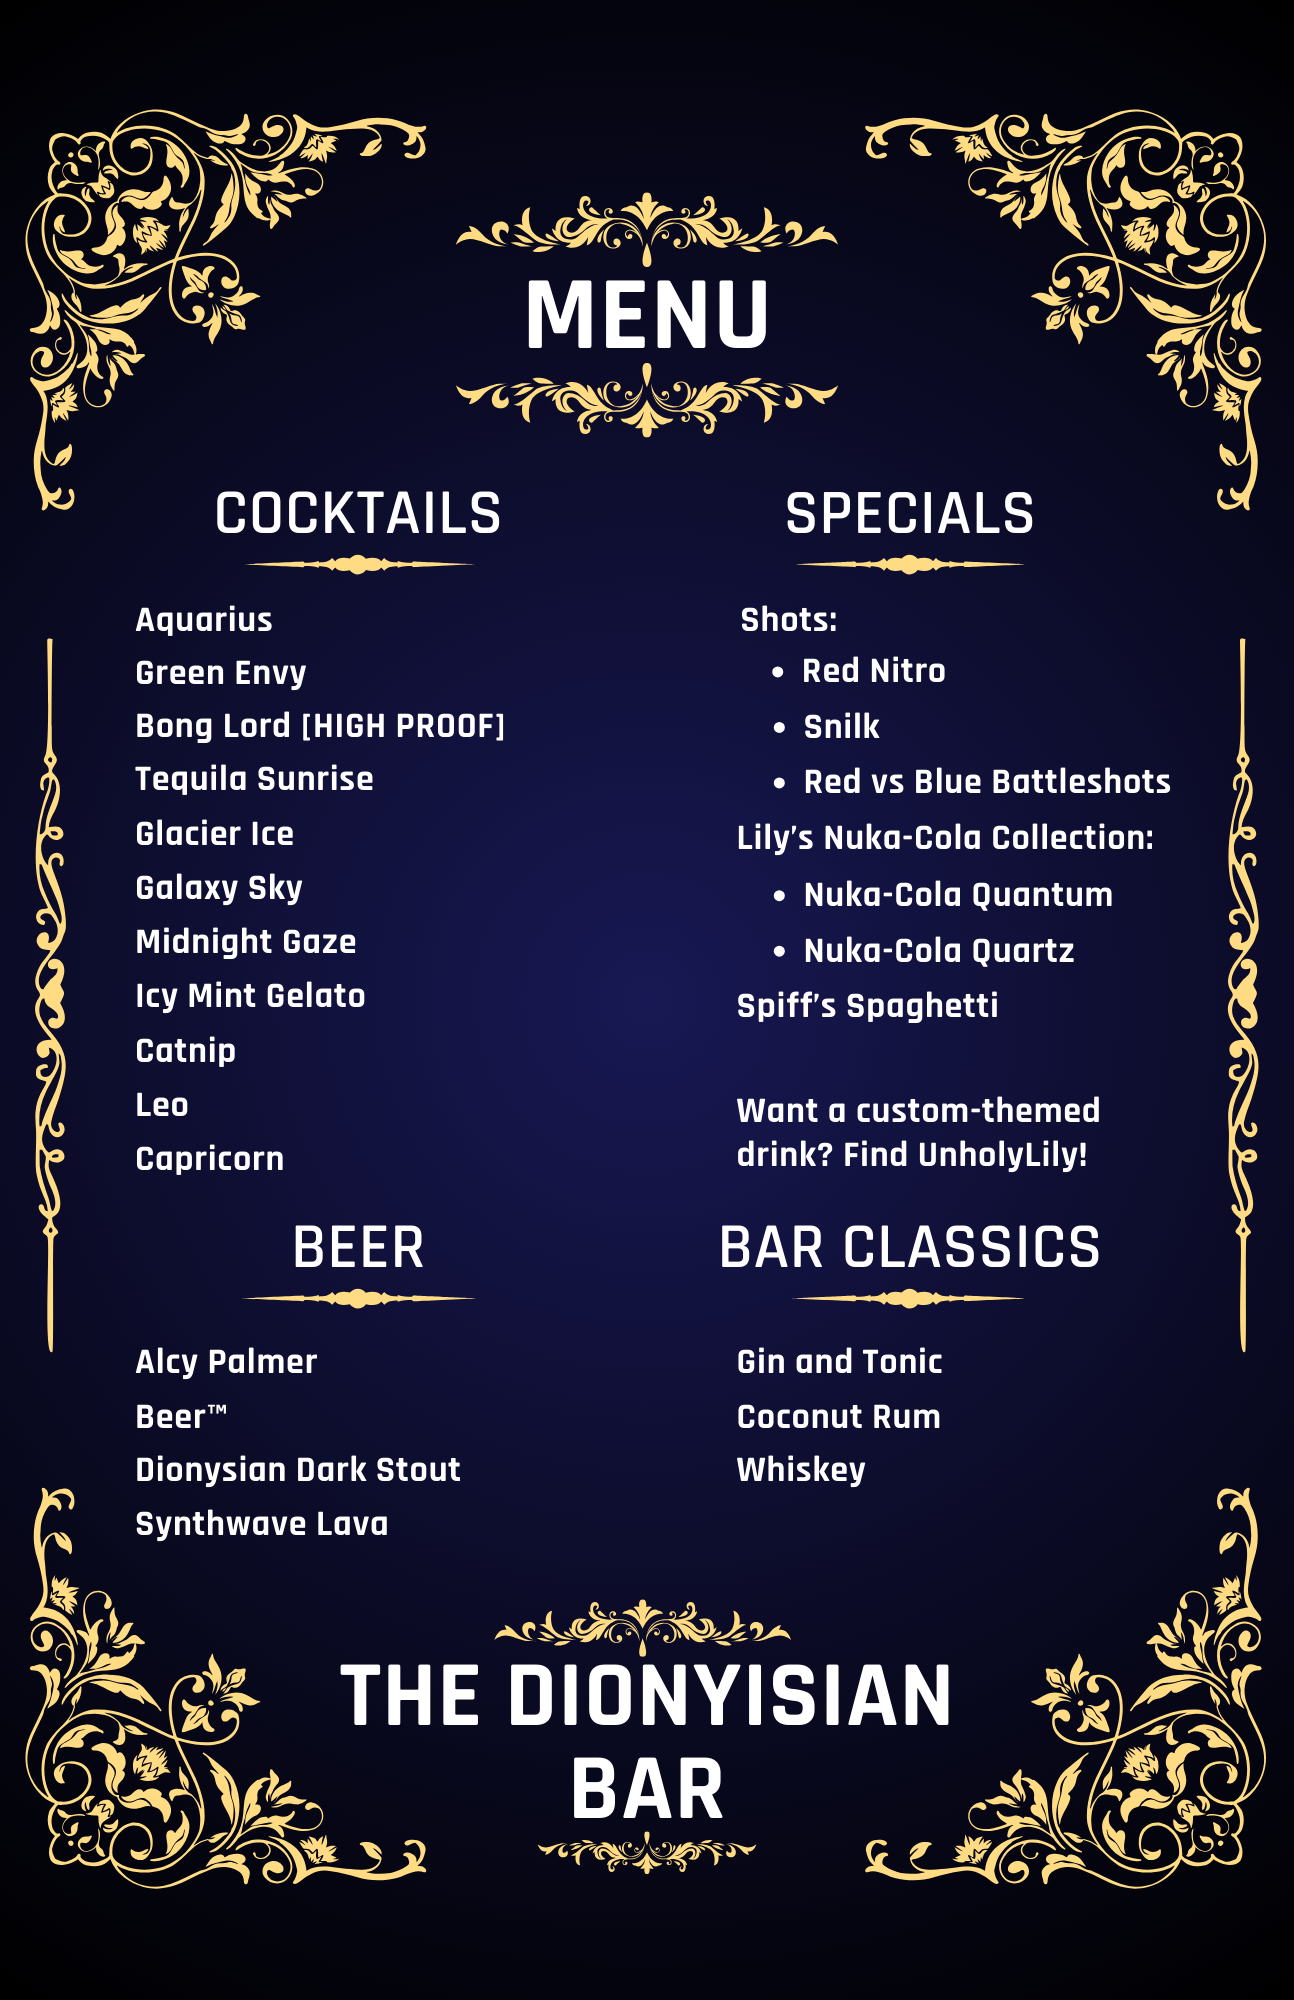 MENU
COCKTAILS
Aquarius
Green Envy
Bong Lord [HIGH PROOF]
Tequila Sunrise
Glacier Ice
Galaxy Sky
Midnight Gaze
Icy Mint Gelato
Catnip
Leo
Capricorn
SPECIALS
Shots:
• Red Nitro
• Snilk
• Red vs Blue Battleshots
Lily's Nuka-Cola Collection:
• Nuka-Cola Quantum
• Nuka-Cola Quartz
Spiff's Spaghetti
Want a custom-themed
drink? Find UnholyLily!
BEER
Alcy Palmer
Beer™
Dionysian Dark Stout
Synthwave Lava
BAR CLASSICS
Gin and Tonic
Coconut Rum
Whiskey
THE DIONYISIAN
BAR